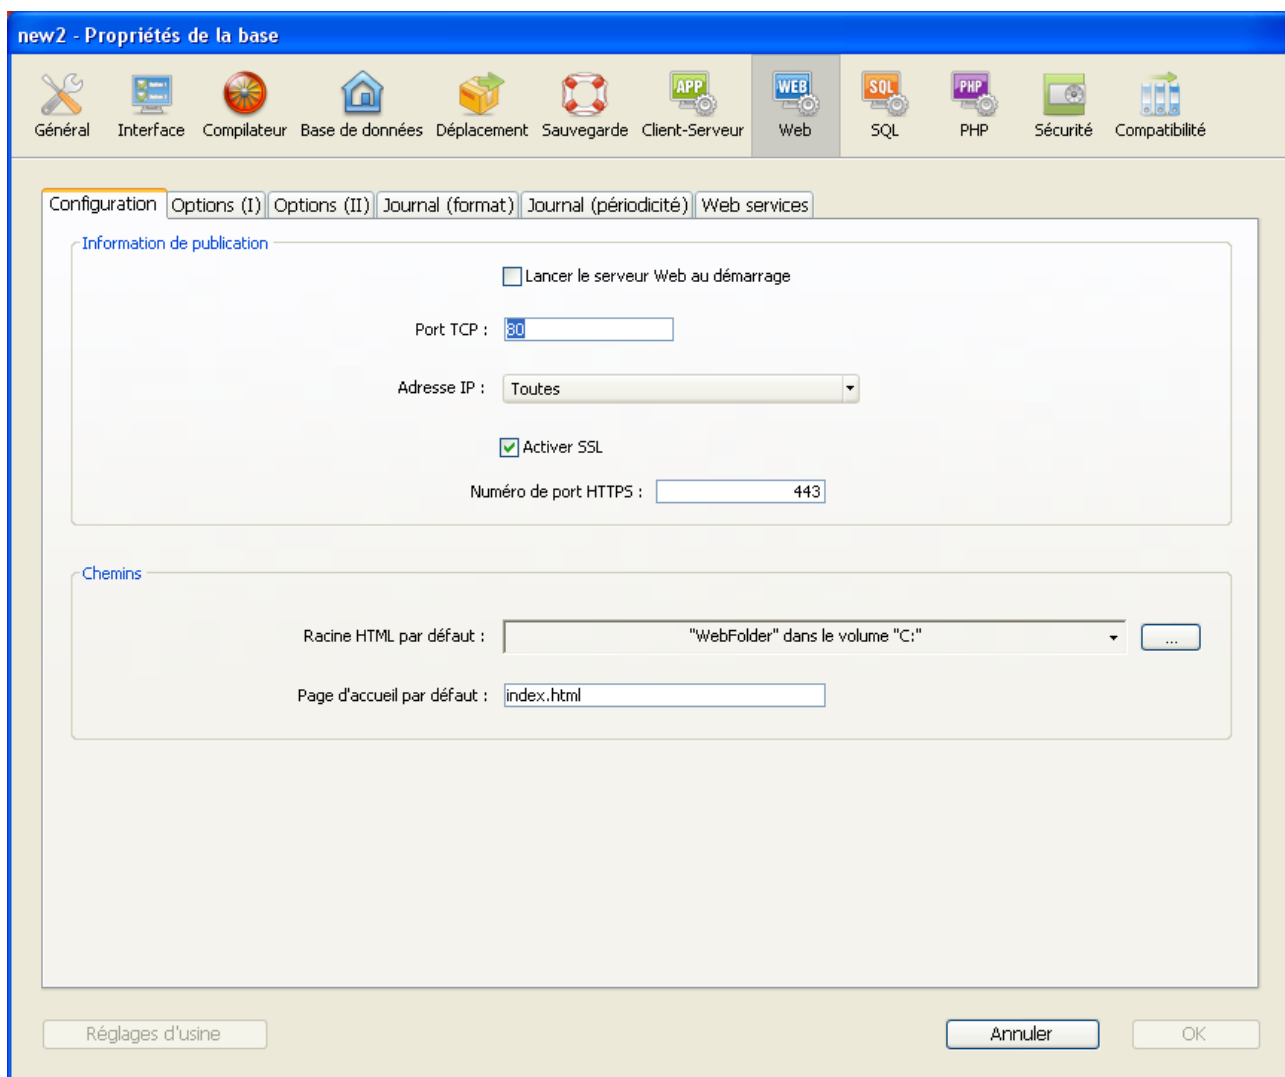 new2 - Propriétés de la base
APP WEB SQL PHP
Général Interface Compilateur Base de données Déplacement Sauvegarde Client-Serveur Web SQL PHP Sécurité Compatibilité
Configuration Options (I) Options (II) Journal (format) Journal (périodicité) Web services
Information de publication
Lancer le serveur Web au démarrage
Port TCP : 80
Adresse IP : Toutes
Activer SSL
Numéro de port HTTPS : 443
Chemins
Racine HTML par défaut : "WebFolder" dans le volume "C:" ...
Page d'accueil par défaut : index.html
Réglages d'usine Annuler OK